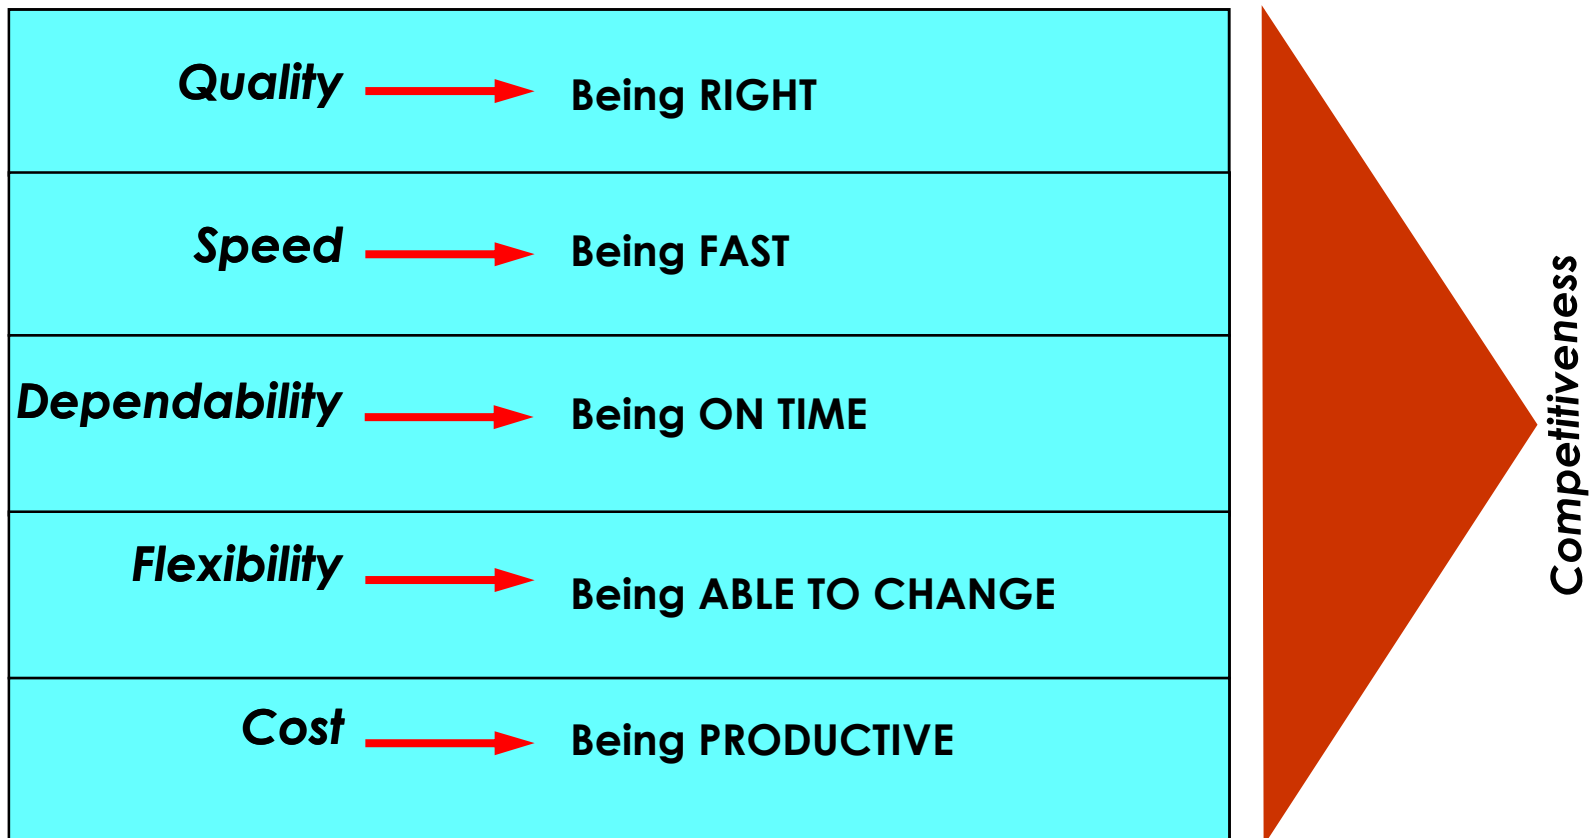 Quality
Being RIGHT
Speed
Being FAST
Dependability
Being ON TIME
Flexibility
Being ABLE TO CHANGE
Cost
Being PRODUCTIVE
Competitiveness